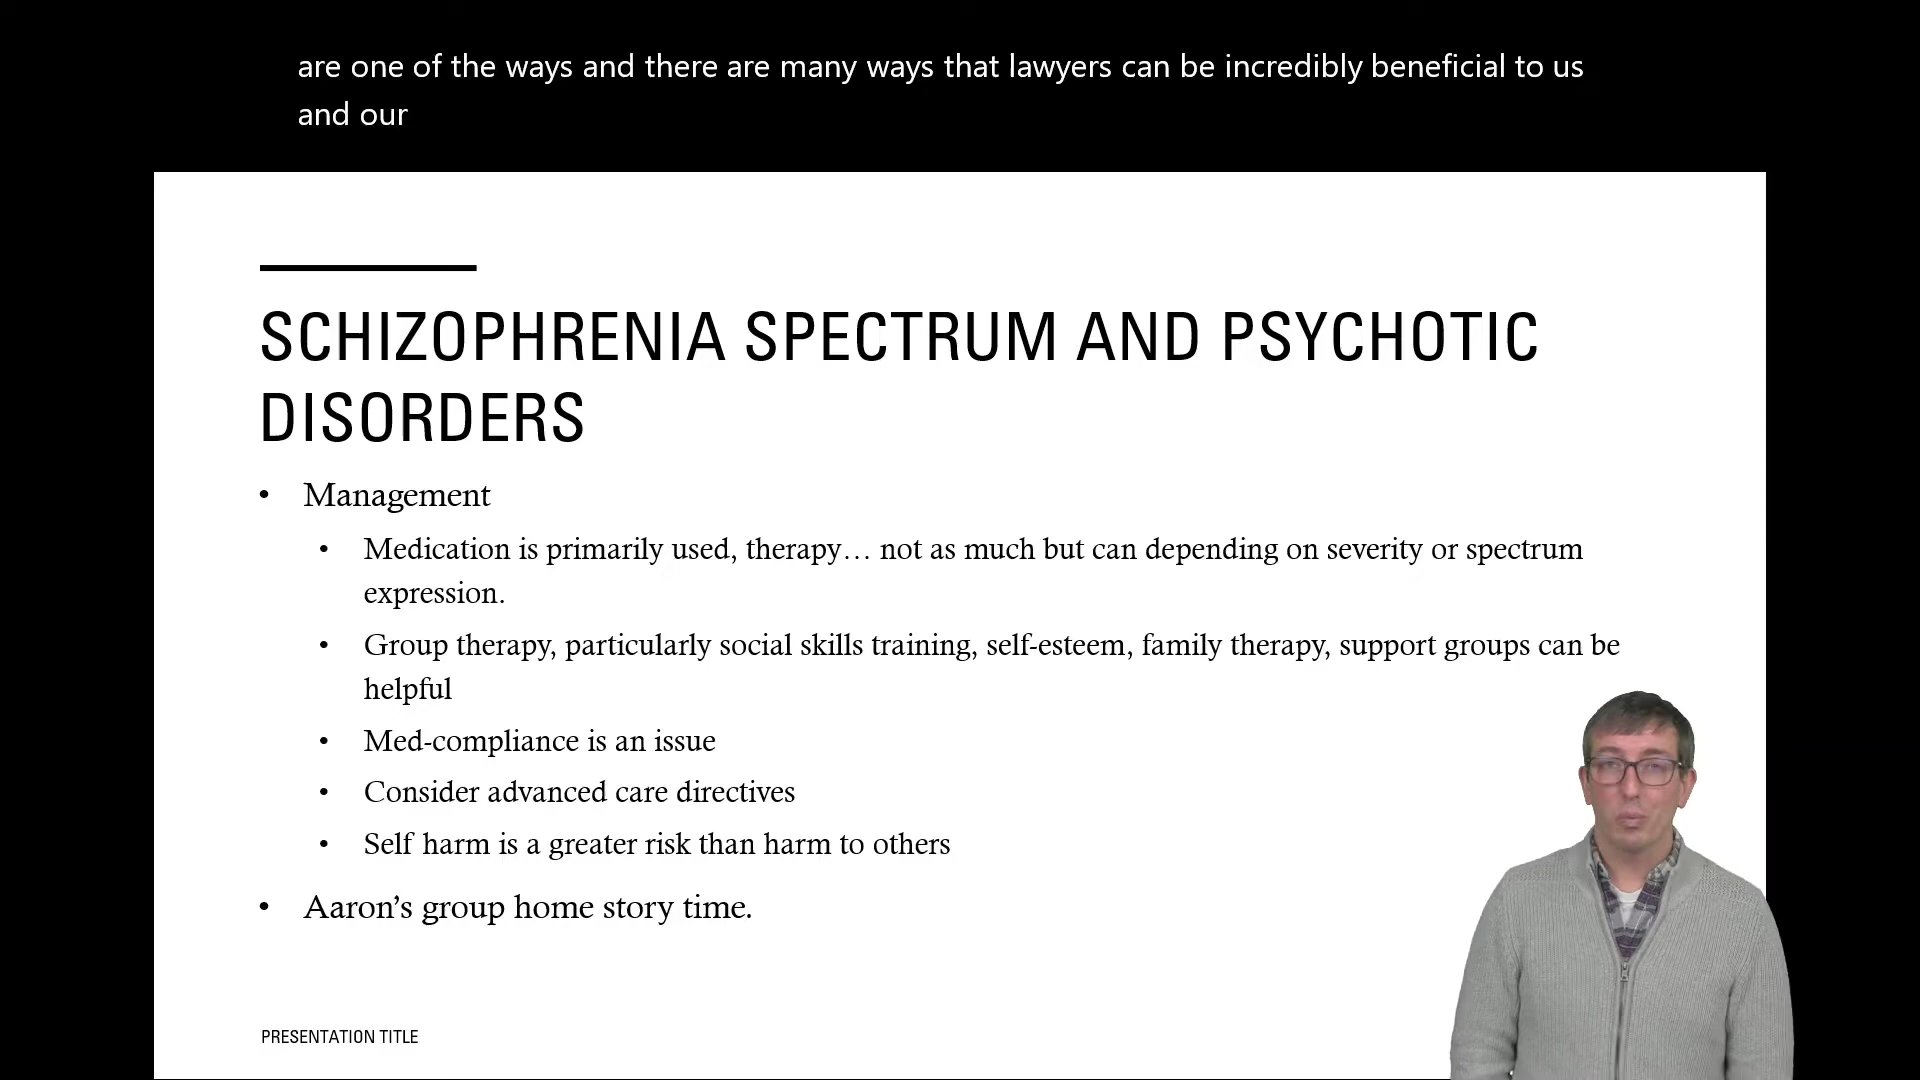 are one of the ways and there are many ways that lawyers can be incredibly beneficial to us
and our
SCHIZOPHRENIA SPECTRUM AND PSYCHOTIC
DISORDERS
• Management
• Medication is primarily used, therapy… not as much but can depending on severity or spectrum
expression.
• Group therapy, particularly social skills training, self-esteem, family therapy, support groups can be
helpful
• Med-compliance is an issue
• Consider advanced care directives
• Self harm is a greater risk than harm to others
• Aaron’s group home story time.
PRESENTATION TITLE